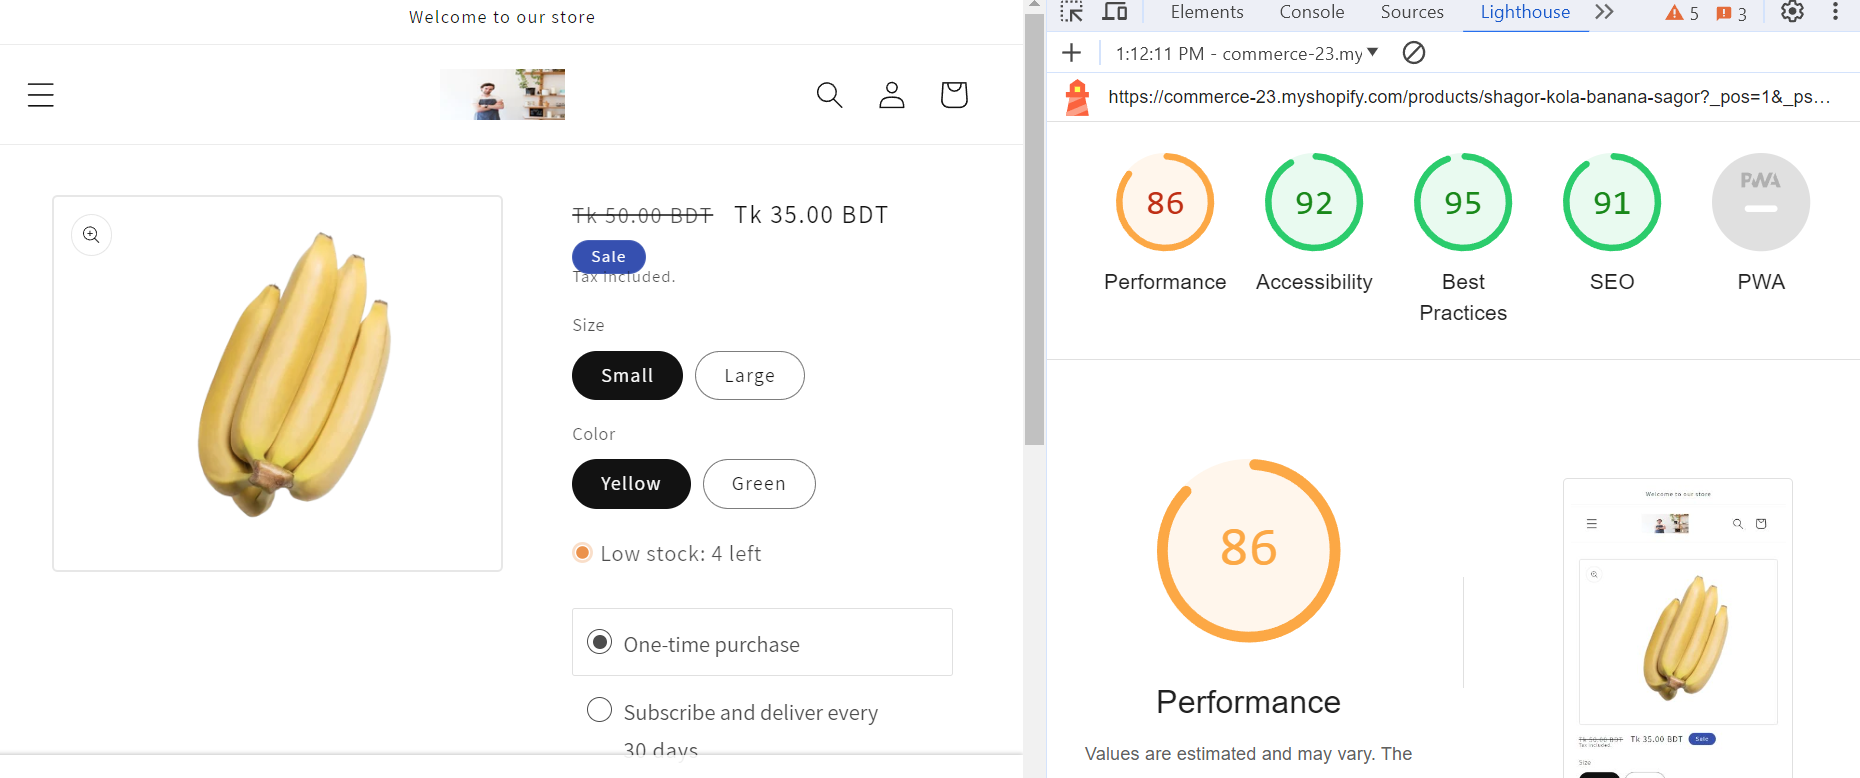 Welcome to our store
Tk 50.00 BDT Tk 35.00 BDT
Sale
Tax included.
Size
Small Large
Color
Yellow Green
Low stock: 4 left
One-time purchase
Subscribe and deliver every
30 days
Elements Console Sources Lighthouse 5 3
1:12:11 PM - commerce-23.my
https://commerce-23.myshopify.com/products/shagor-kola-banana-sagor?_pos=1&_ps…
86 92 95 91 PWA
Performance Accessibility Best Practices SEO PWA
86
Performance
Values are estimated and may vary. The
Welcome to our store
Tk 50.00 BDT Tk 35.00 BDT Sale
Tax included.
Size